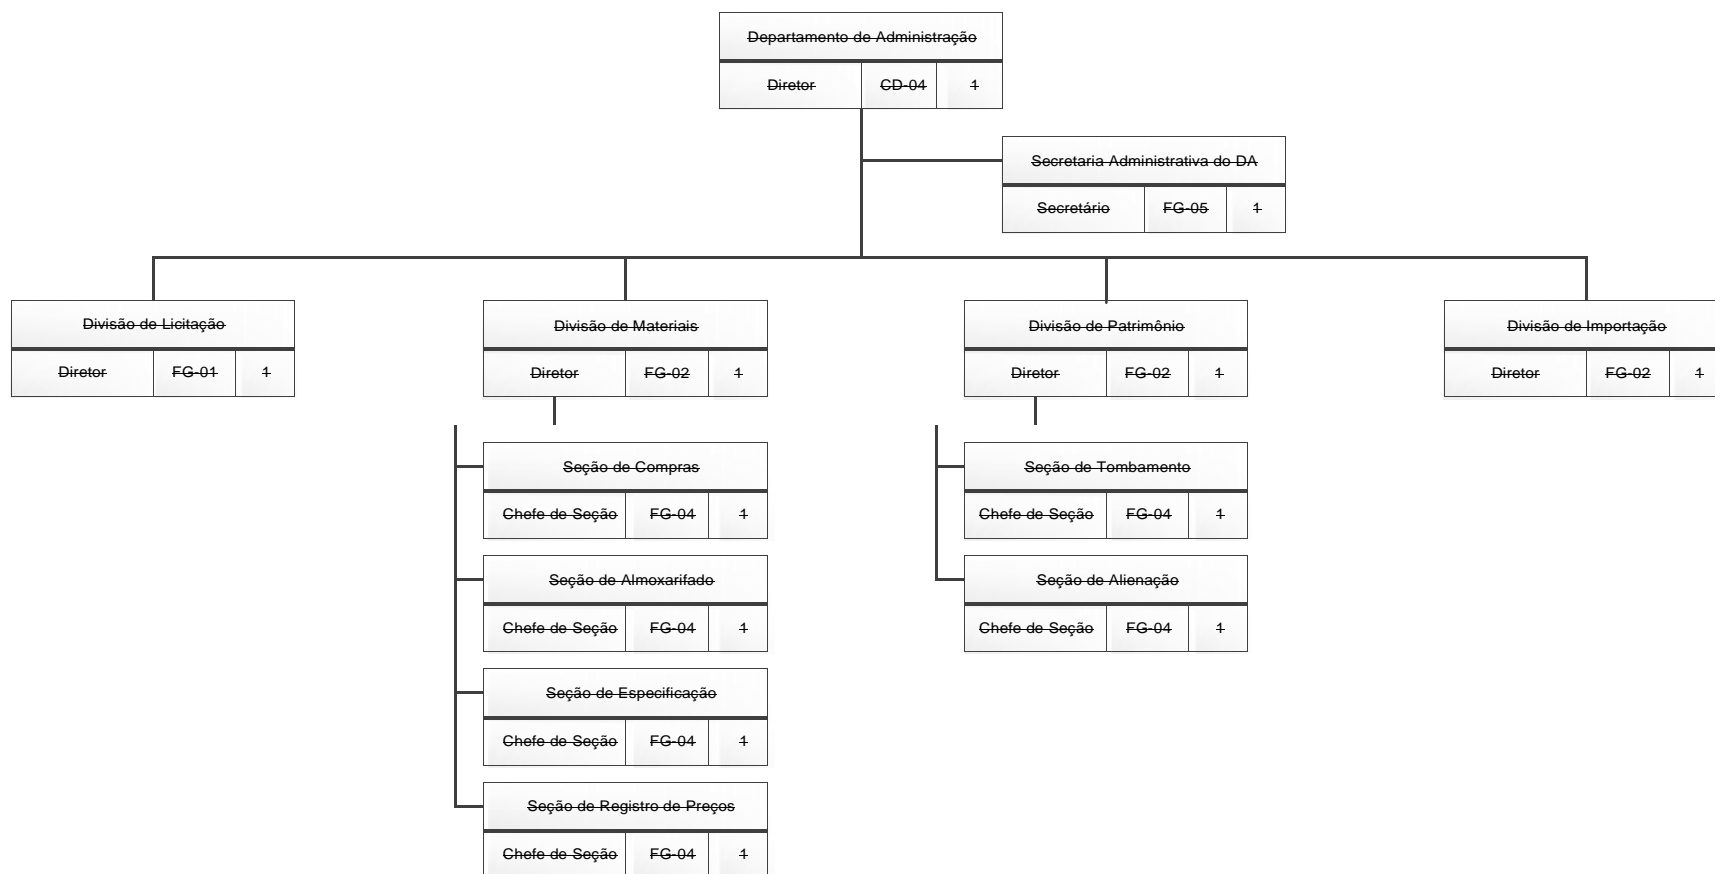 Departamento de Administração
Diretor CD-04 1
Secretaria Administrativa do DA
Secretário FG-05 1
Divisão de Licitação
Diretor FG-01 1
Divisão de Materiais
Diretor FG-02 1
Divisão de Patrimônio
Diretor FG-02 1
Divisão de Importação
Diretor FG-02 1
Seção de Compras
Chefe de Seção FG-04 1
Seção de Almoxarifado
Chefe de Seção FG-04 1
Seção de Especificação
Chefe de Seção FG-04 1
Seção de Registro de Preços
Chefe de Seção FG-04 1
Seção de Tombamento
Chefe de Seção FG-04 1
Seção de Alienação
Chefe de Seção FG-04 1